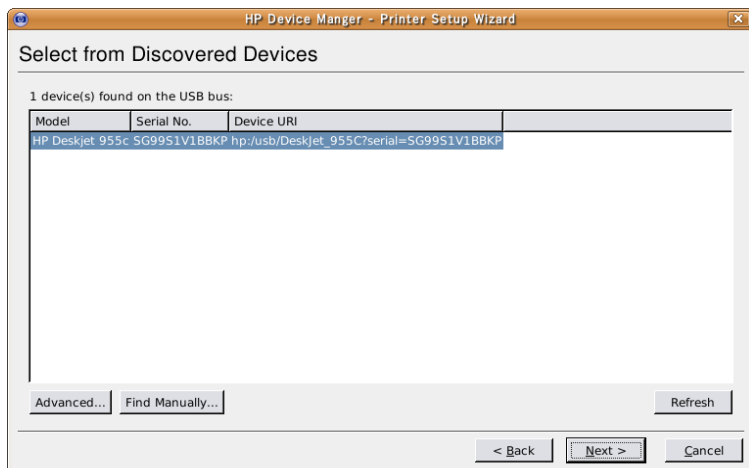 HP Device Manger - Printer Setup Wizard
Select from Discovered Devices
1 device(s) found on the USB bus:
Model Serial No. Device URI
HP Deskjet 955c SG99S1V1BBKP hp:/usb/DeskJet_955C?serial=SG99S1V1BBKP
Advanced... Find Manually... Refresh
< Back Next > Cancel